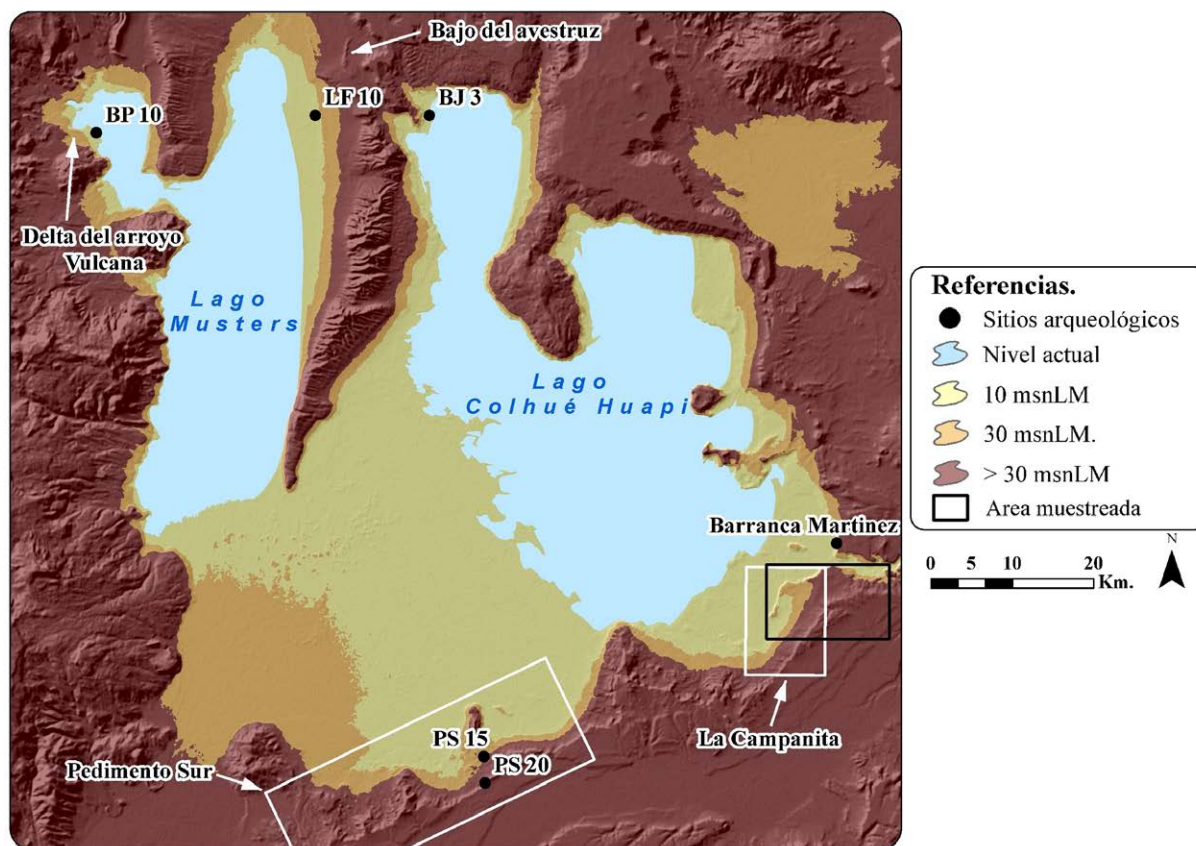 Bajo del avestruz
BP 10
LF 10
BJ 3
Delta del arroyo
Vulcana
Lago
Musters
Lago
Colhué Huapi
Barranca Martinez
La Campanita
PS 15
PS 20
Pedimento Sur
Referencias.
Sitios arqueológicos
Nivel actual
10 msnLM
30 msnLM.
> 30 msnLM
Area muestreada
N
0 5 10 20
Km.